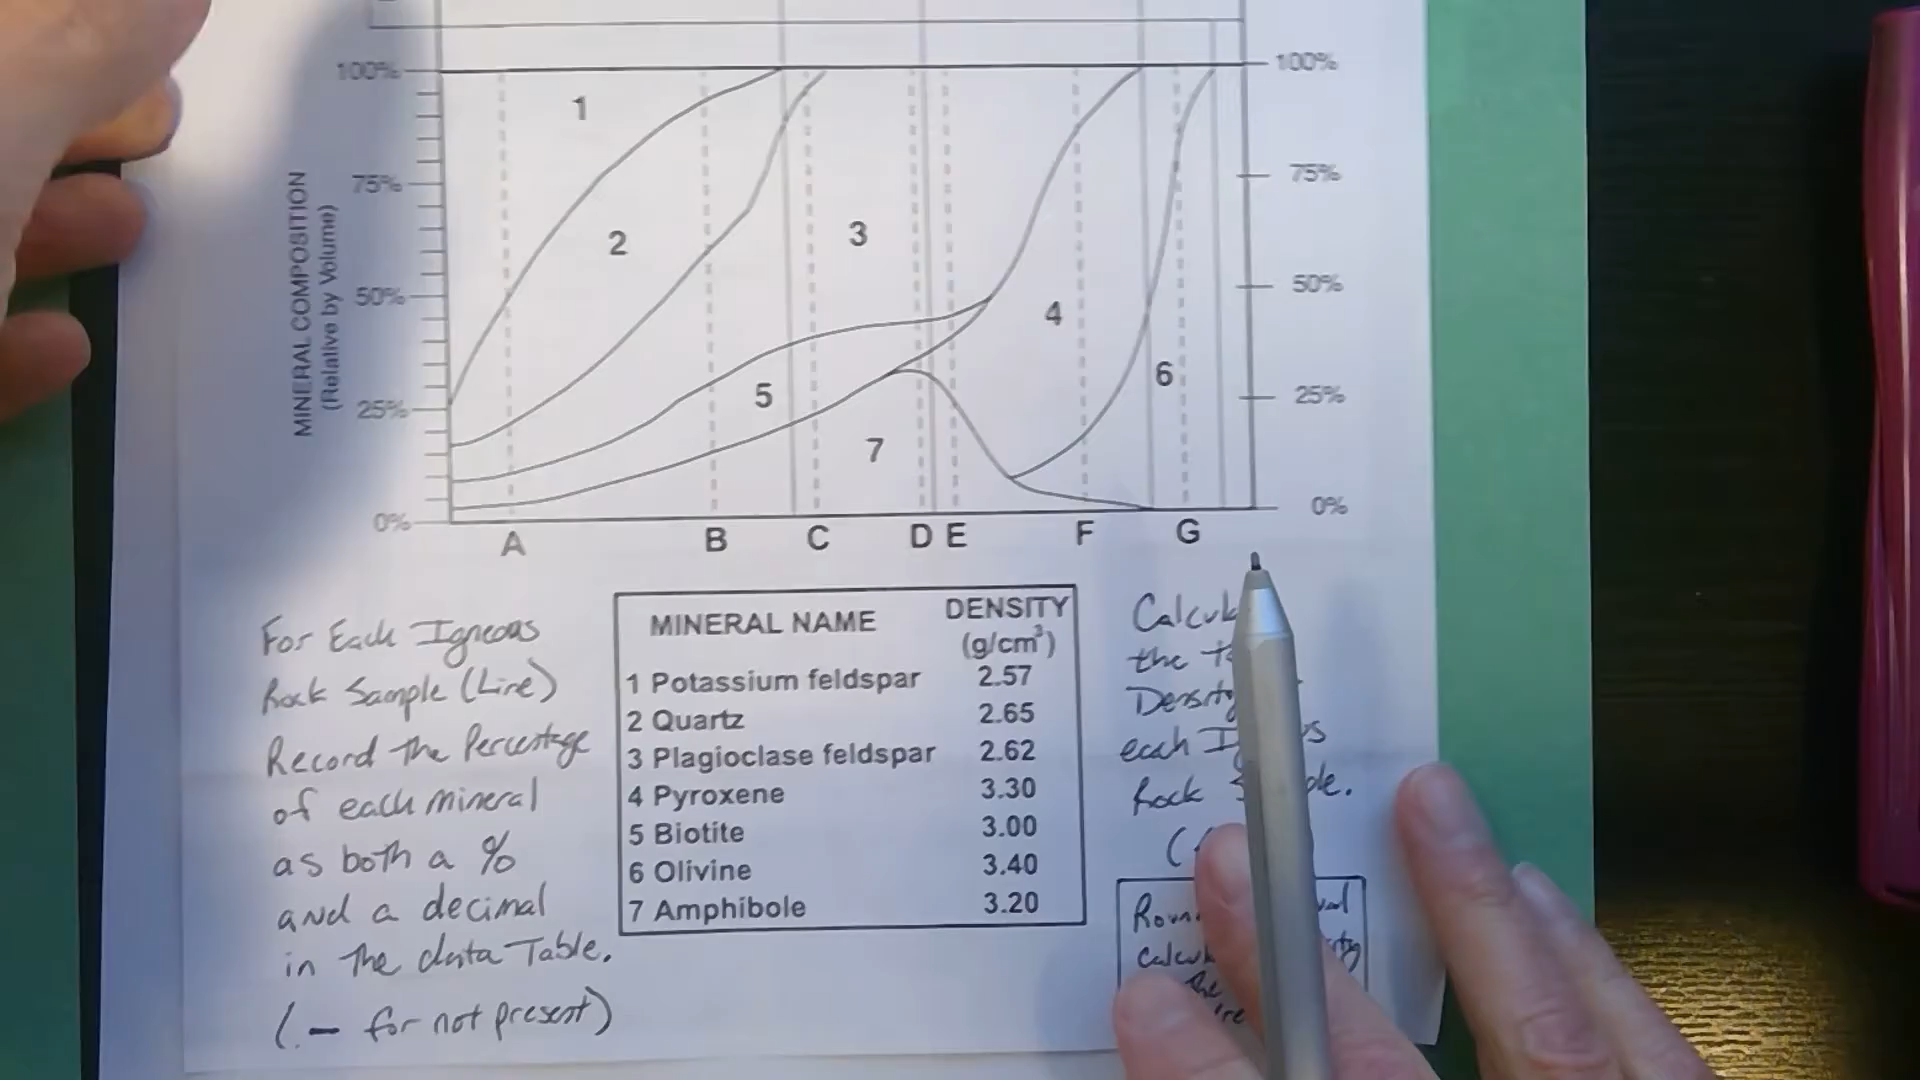 100%
100%
1
75%
75%
2
3
50%
50%
4
MINERAL COMPOSITION
(Relative by Volume)
6
5
25%
25%
7
0%
0%
A B C D E F G
For Each Igneous
Rock Sample (Line)
Record the Percentage
of each mineral
as both a %
and a decimal
in the data Table.
(. — for not present)
MINERAL NAME DENSITY
(g/cm³)
1 Potassium feldspar 2.57
2 Quartz 2.65
3 Plagioclase feldspar 2.62
4 Pyroxene 3.30
5 Biotite 3.00
6 Olivine 3.40
7 Amphibole 3.20
the
Density
each
Rock